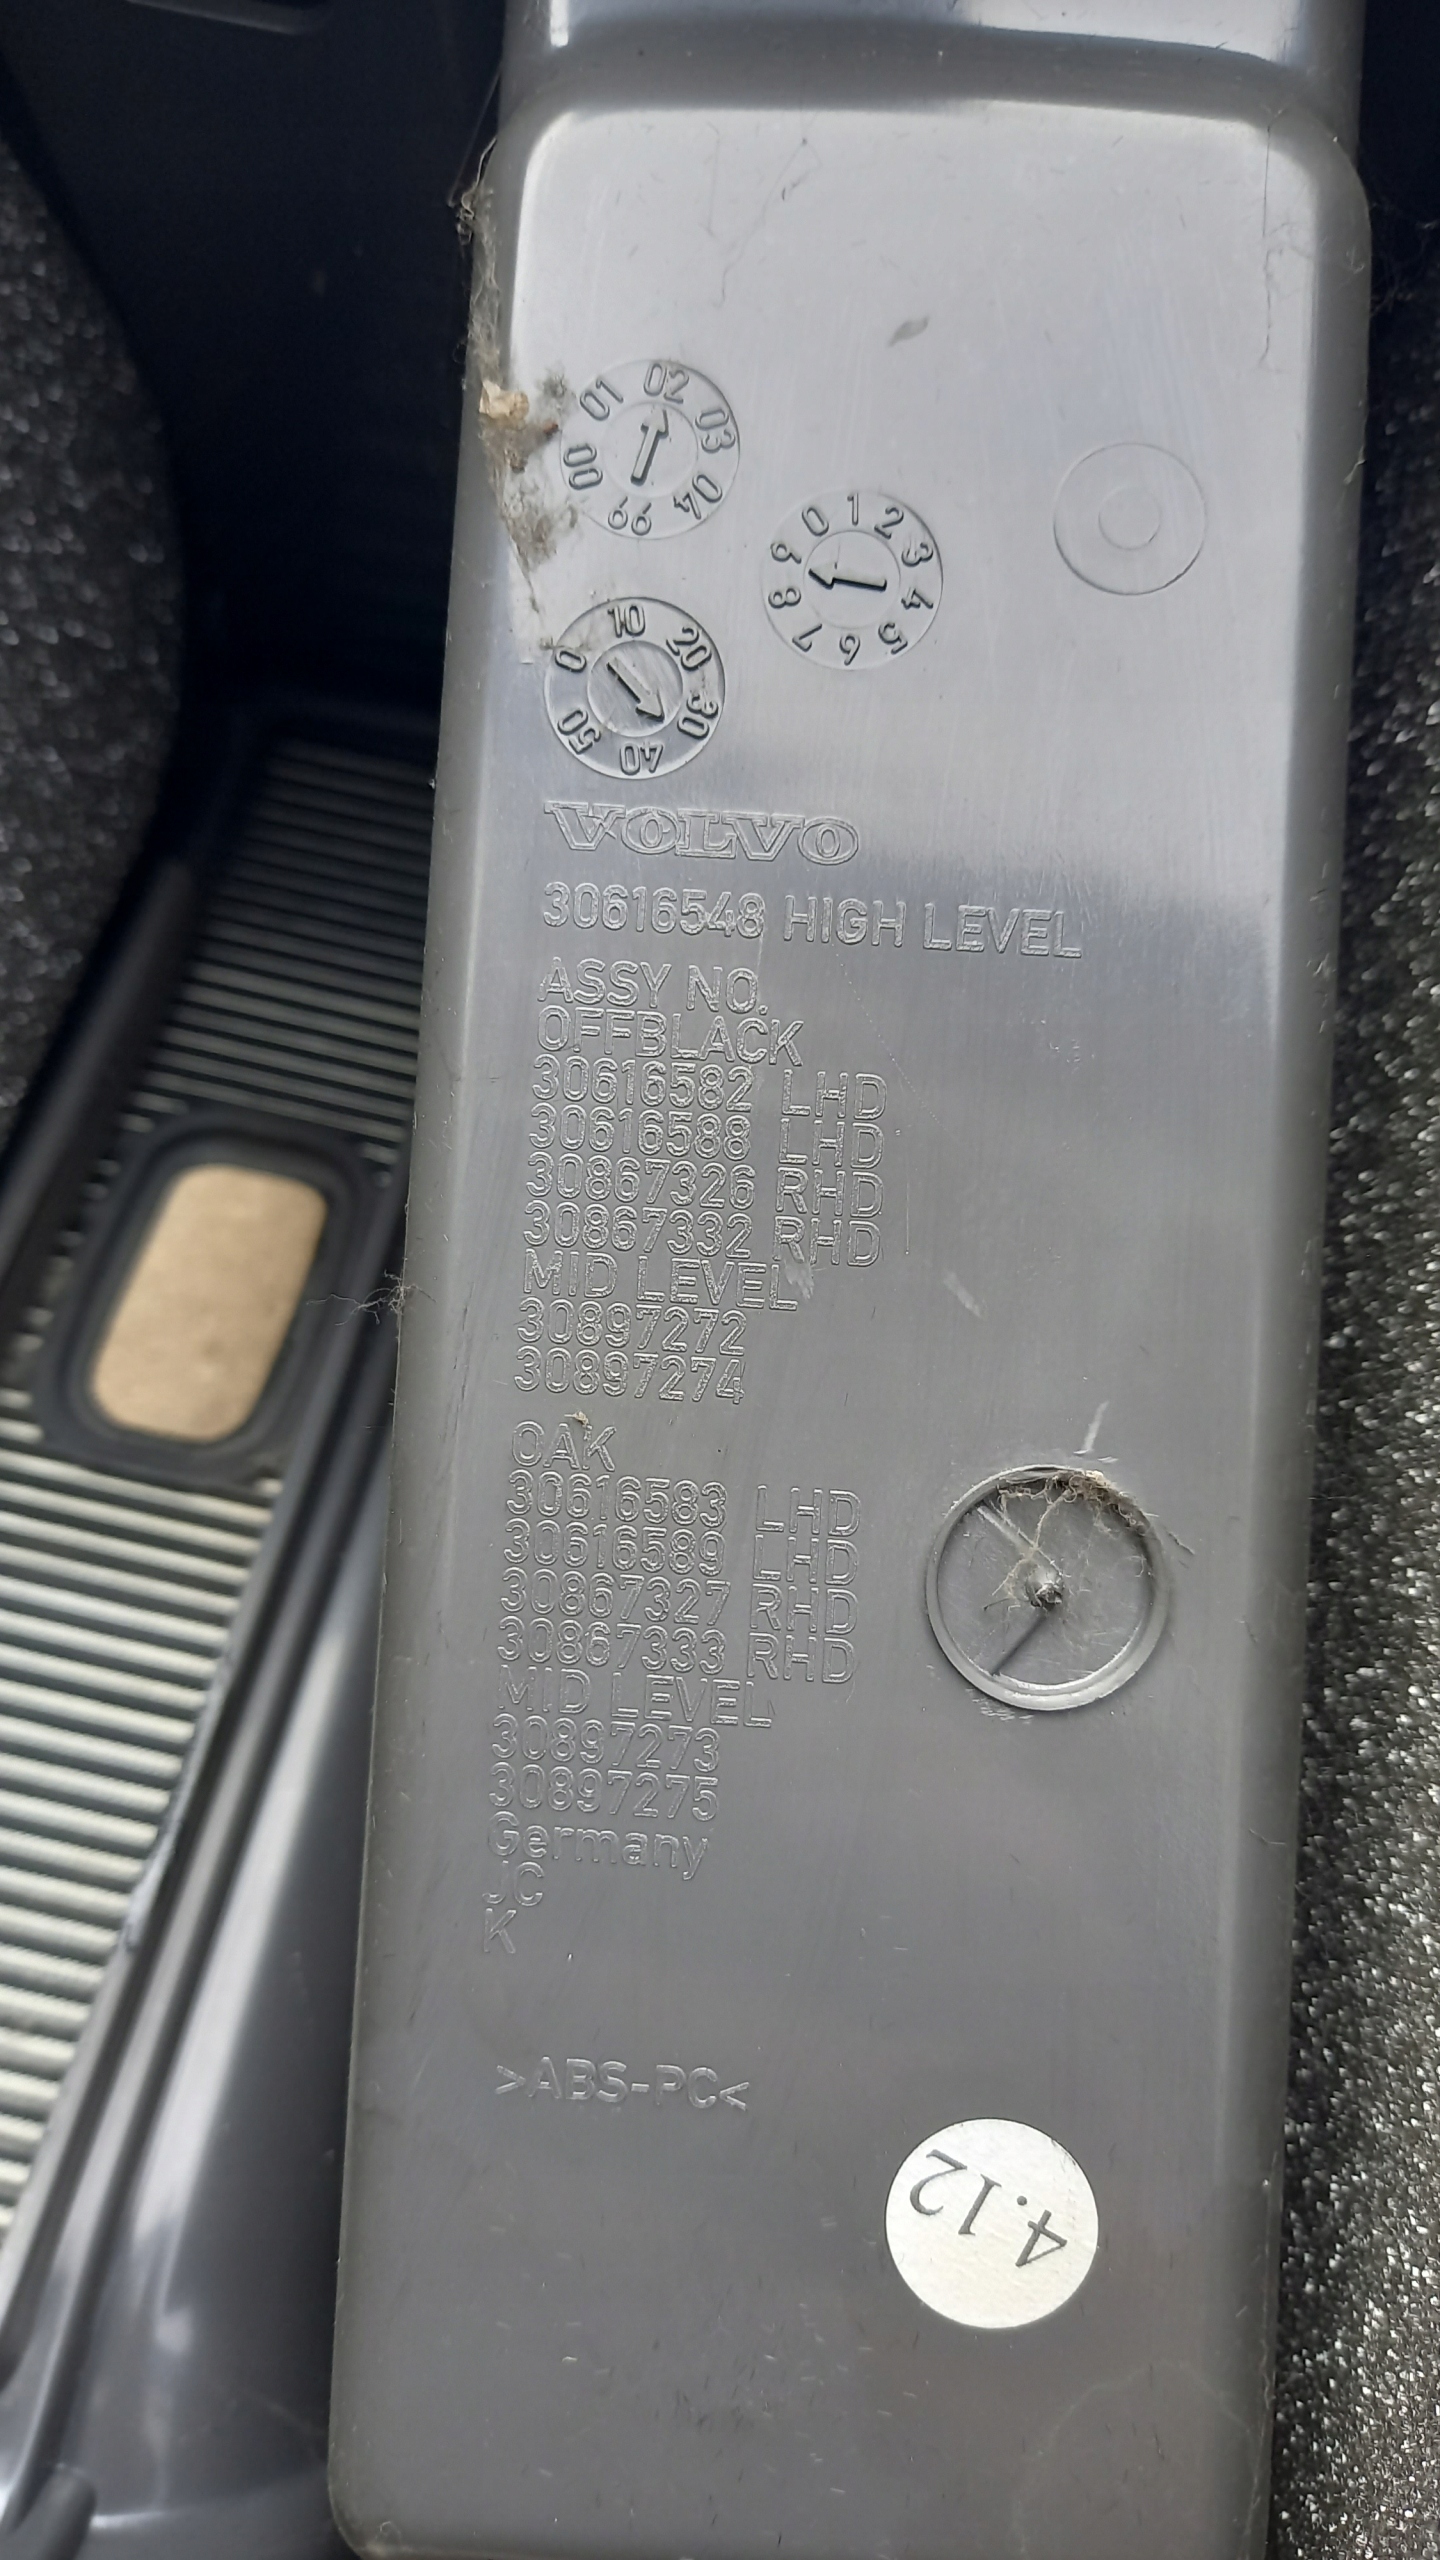 00 01 02 03 04 99
0 1 2 3 4 5 6 7 8 9
0 10 20 30 40 50
VOLVO
30616548 HIGH LEVEL
ASSY NO.
OFFBLACK
30616582 LHD
30616588 LHD
30867326 RHD
30867332 RHD
MID LEVEL
30897272
30897274
OAK
30616583 LHD
30616589 LHD
30867327 RHD
30867333 RHD
MID LEVEL
30897273
30897275
Germany
JC
K
>ABS-PC<
4.12